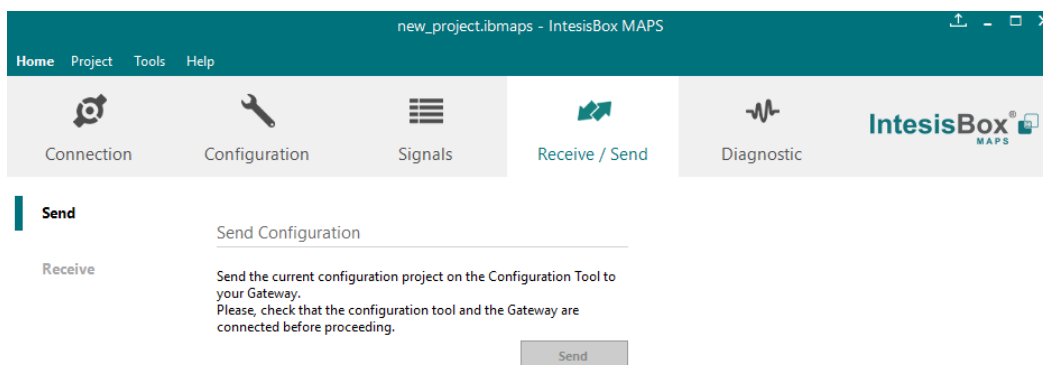 new_project.ibmaps - IntesisBox MAPS
Home Project Tools Help
Connection Configuration Signals Receive / Send Diagnostic
IntesisBox®
MAPS
Send
Send Configuration
Receive
Send the current configuration project on the Configuration Tool to
your Gateway.
Please, check that the configuration tool and the Gateway are
connected before proceeding.
Send